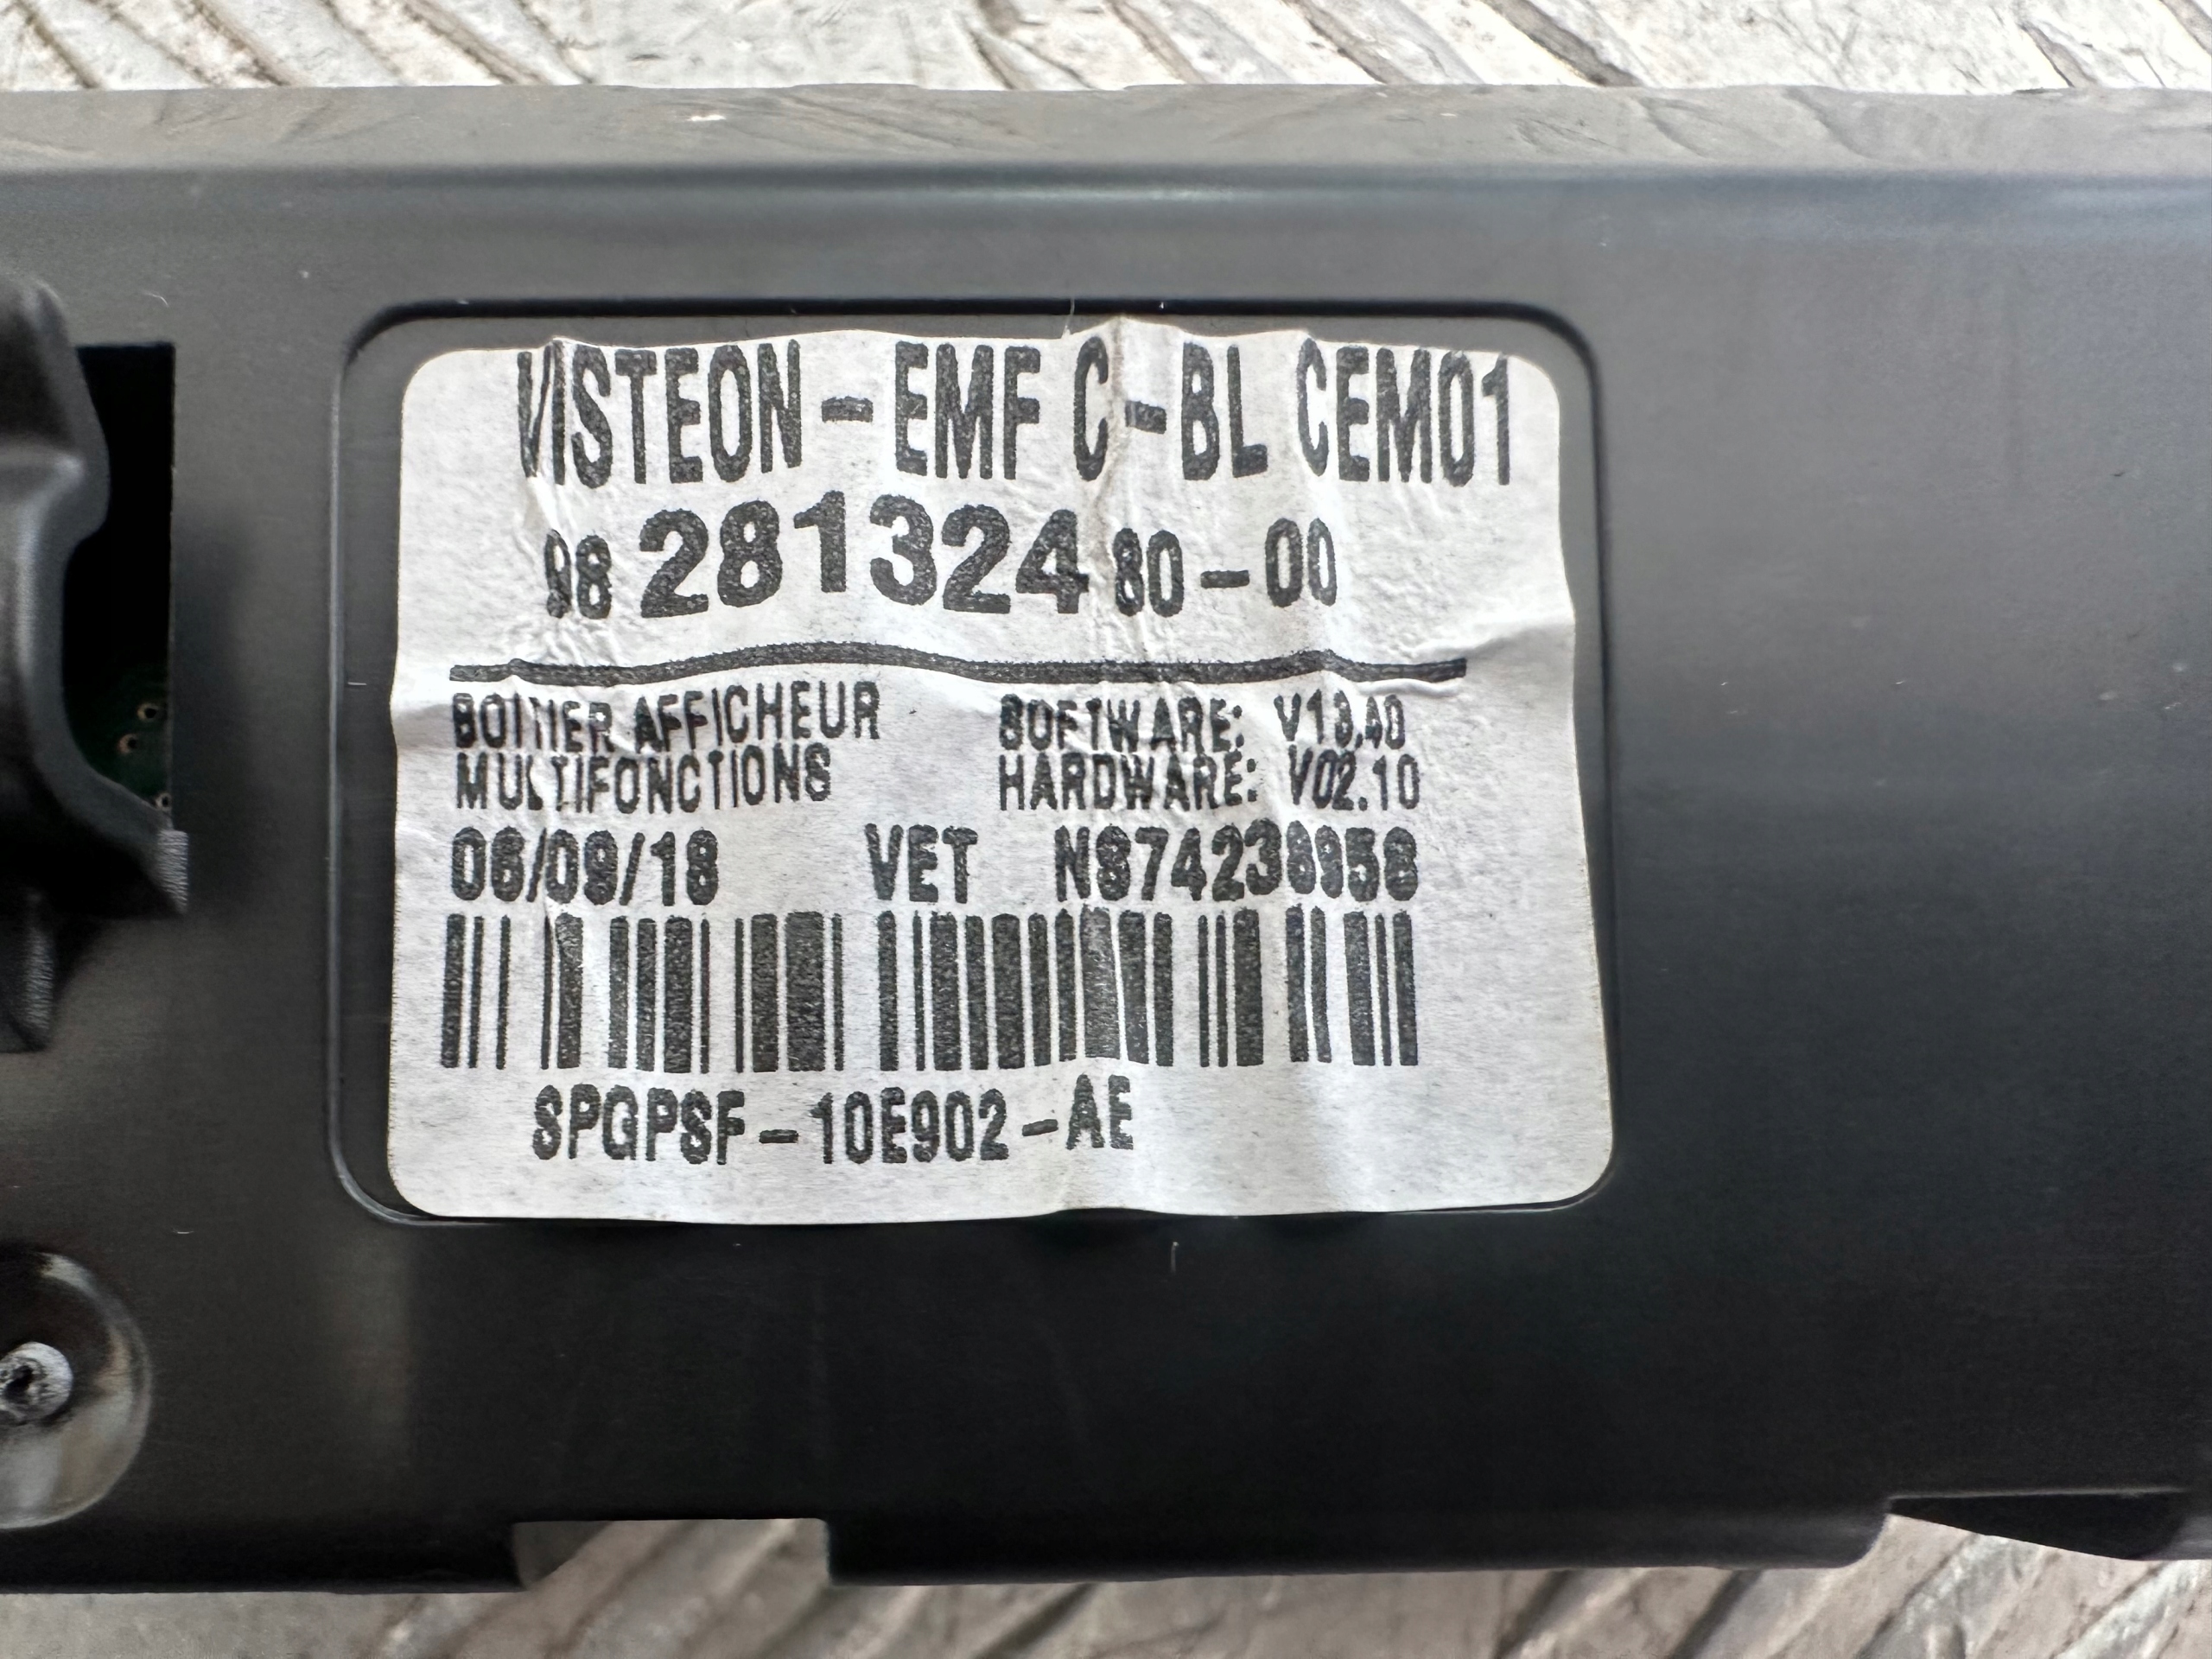 VISTEON-EMF C-BL CEM01
98 281324 80-00
BOITIER AFFICHEUR SOFTWARE: V13.40
MULTIFONCTIONS HARDWARE: V02.10
06/09/18 VET
SPGPSF-10E902-AE